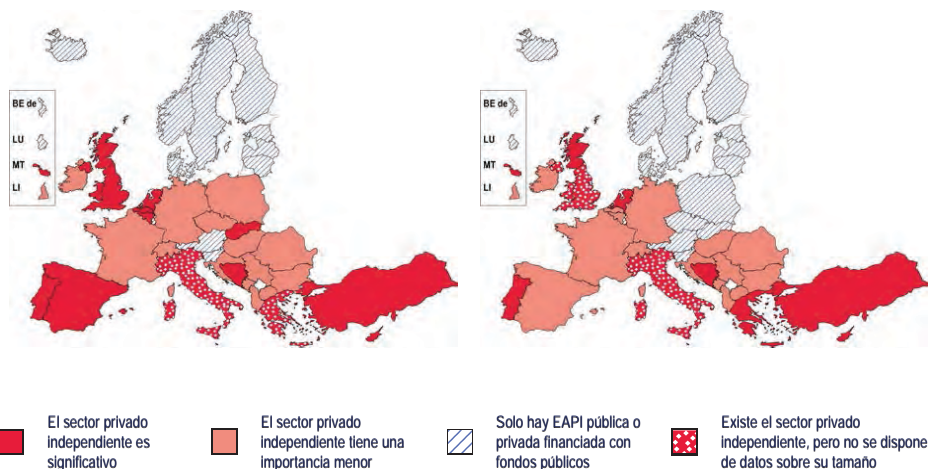 BE de
LU
MT
LI
BE de
LU
MT
LI
El sector privado
independiente es
significativo
El sector privado
independiente tiene una
importancia menor
Solo hay EAPI pública o
privada financiada con
fondos públicos
Existe el sector privado
independiente, pero no se dispone
de datos sobre su tamaño